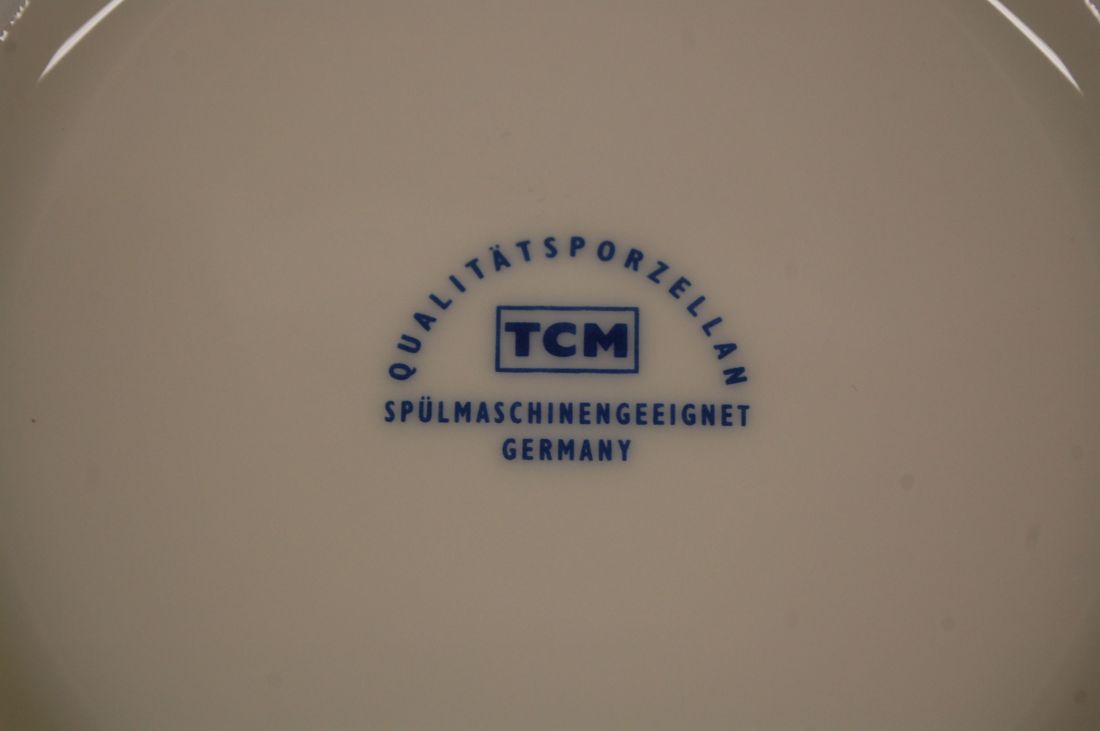 QUALITÄTSPORZELLAN
TCM
SPÜLMASCHINENGEEIGNET
GERMANY